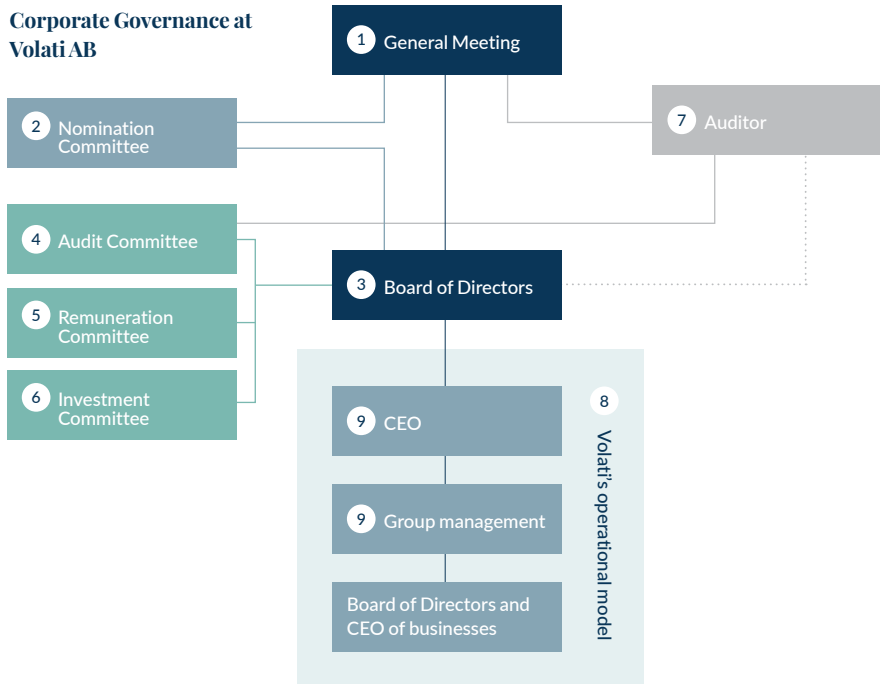 Corporate Governance at
Volati AB
1 General Meeting
2 Nomination
Committee
7 Auditor
4 Audit Committee
3 Board of Directors
5 Remuneration
Committee
6 Investment
Committee
9 CEO
8
Volati's operational model
9 Group management
Board of Directors and
CEO of businesses